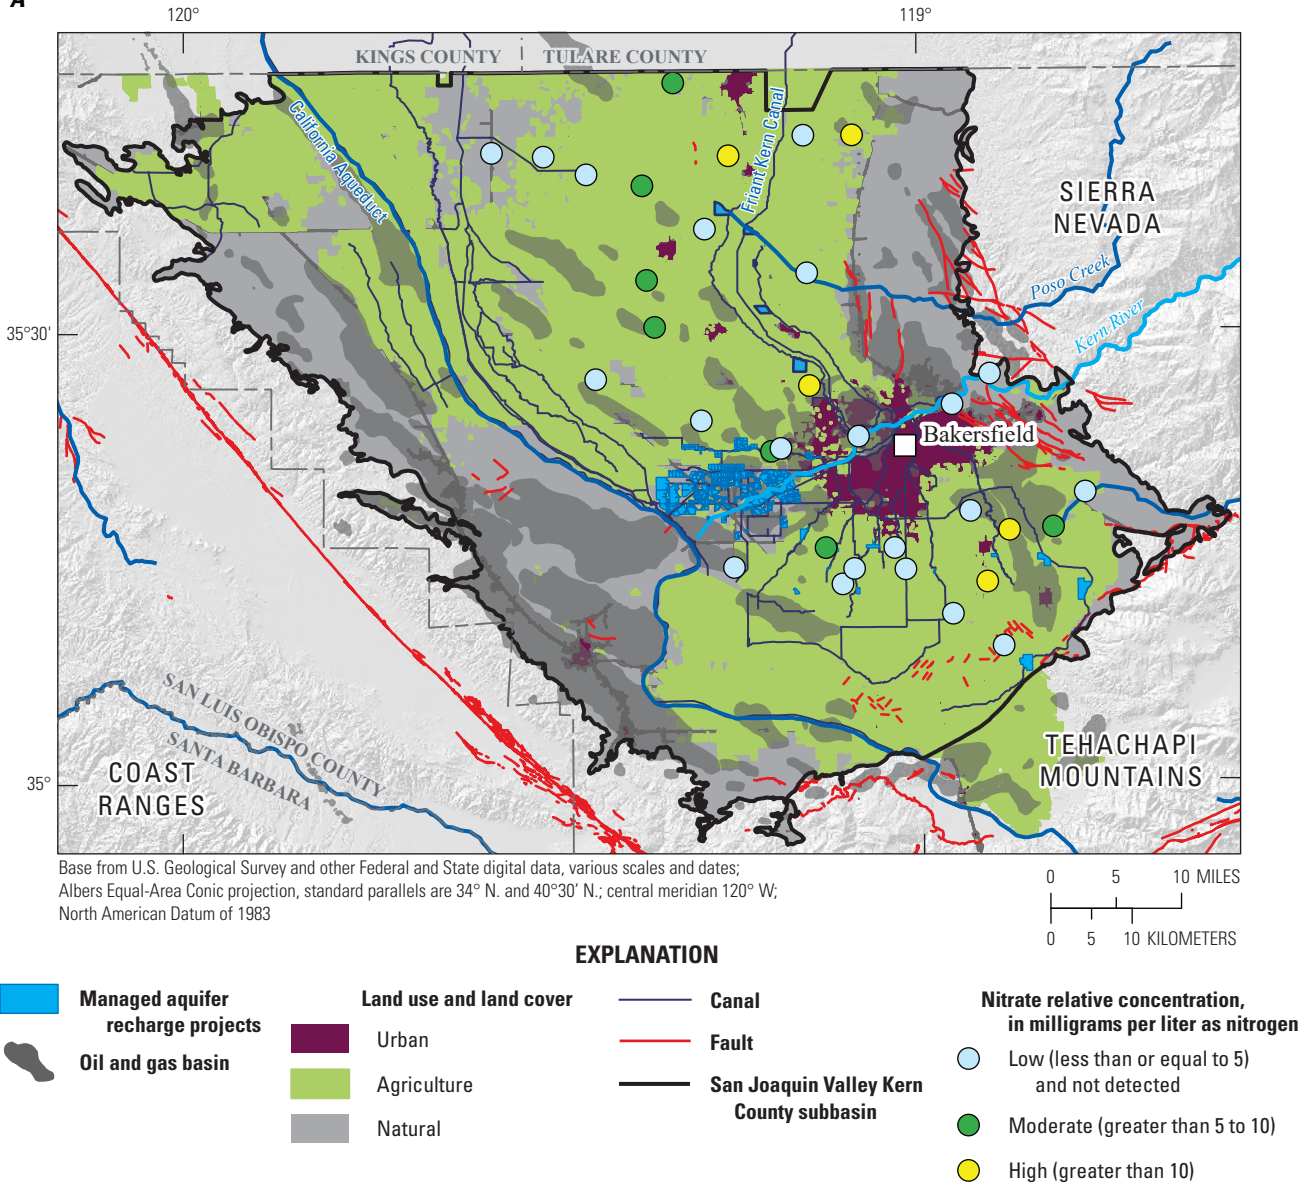 A
120°
119°
KINGS COUNTY
TULARE COUNTY
California Aqueduct
Friant Kern Canal
SIERRA
NEVADA
Poso Creek
Kern River
35°30'
Bakersfield
SAN LUIS OBISPO COUNTY
SANTA BARBARA
COAST
RANGES
TEHACHAPI
MOUNTAINS
35°
Base from U.S. Geological Survey and other Federal and State digital data, various scales and dates;
Albers Equal-Area Conic projection, standard parallels are 34° N. and 40°30' N.; central meridian 120° W;
North American Datum of 1983
0 5 10 MILES
0 5 10 KILOMETERS
EXPLANATION
Managed aquifer
recharge projects
Oil and gas basin
Land use and land cover
Urban
Agriculture
Natural
Canal
Fault
San Joaquin Valley Kern
County subbasin
Nitrate relative concentration,
in milligrams per liter as nitrogen
Low (less than or equal to 5)
and not detected
Moderate (greater than 5 to 10)
High (greater than 10)